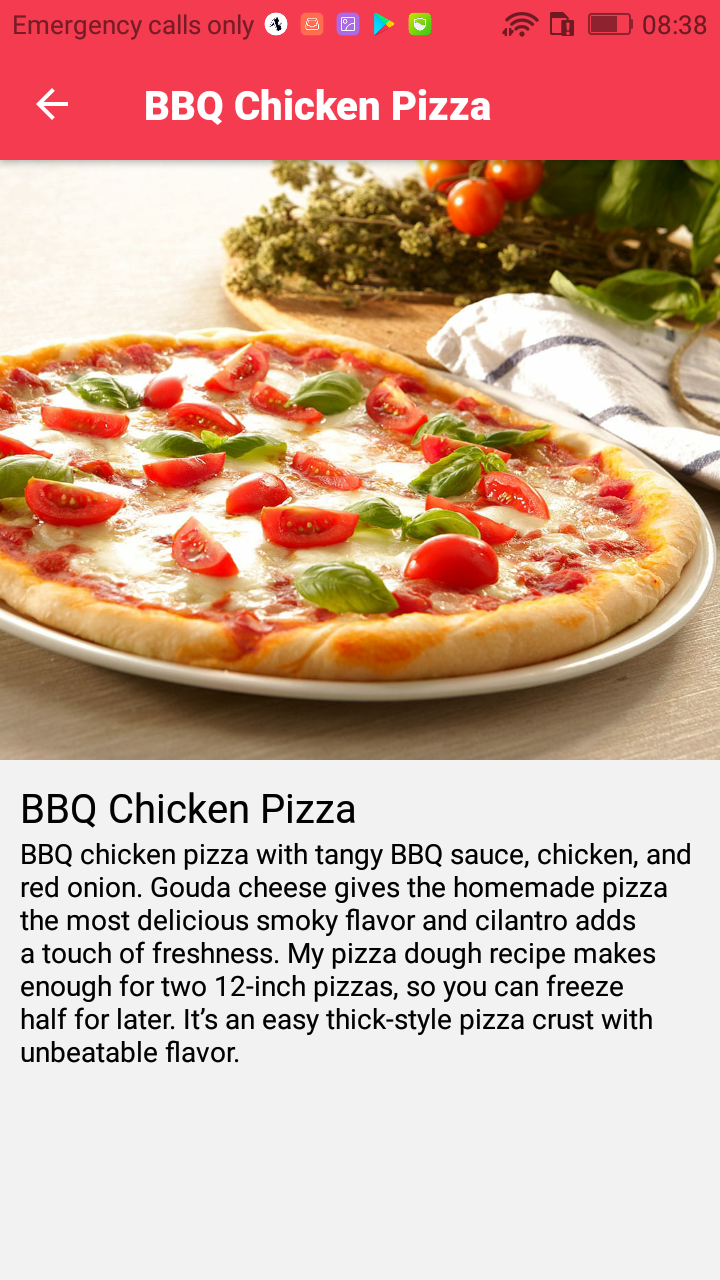 Emergency calls only 08:38
BBQ Chicken Pizza
BBQ Chicken Pizza
BBQ chicken pizza with tangy BBQ sauce, chicken, and
red onion. Gouda cheese gives the homemade pizza
the most delicious smoky flavor and cilantro adds
a touch of freshness. My pizza dough recipe makes
enough for two 12-inch pizzas, so you can freeze
half for later. It’s an easy thick-style pizza crust with
unbeatable flavor.